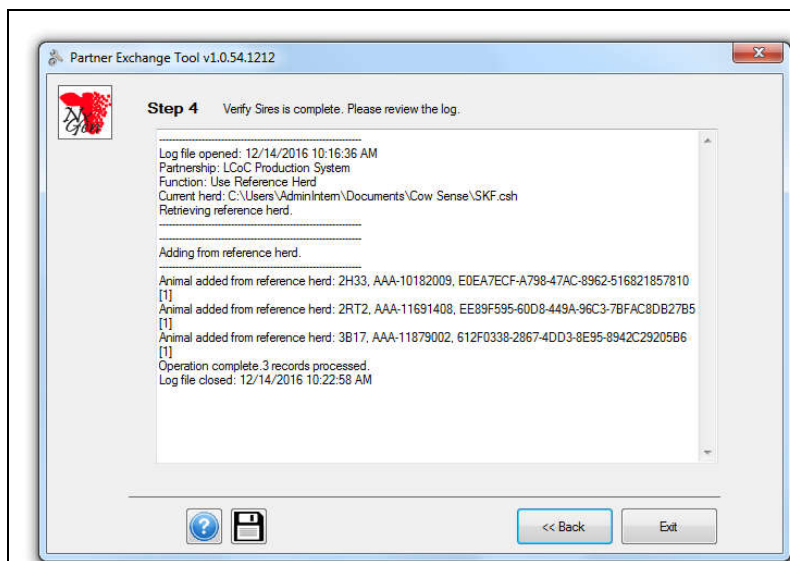 Partner Exchange Tool v1.0.54.1212
Step 4 Verify Sires is complete. Please review the log.
----------------------------------------------------------------
Log file opened: 12/14/2016 10:16:36 AM
Partnership: LCoC Production System
Function: Use Reference Herd
Current herd: C:\Users\AdminIntern\Documents\Cow Sense\SKF.csh
Retrieving reference herd.
----------------------------------------------------------------
----------------------------------------------------------------
Adding from reference herd.
----------------------------------------------------------------
Animal added from reference herd: 2H33, AAA-10182009, E0EA7ECF-A798-47AC-8962-516821857810
[1]
Animal added from reference herd: 2RT2, AAA-11691408, EE89F595-60D8-449A-96C3-7BFAC8DB27B5
[1]
Animal added from reference herd: 3B17, AAA-11879002, 612F0338-2867-4DD3-8E95-8942C29205B6
[1]
Operation complete.3 records processed.
Log file closed: 12/14/2016 10:22:58 AM
<< Back
Exit